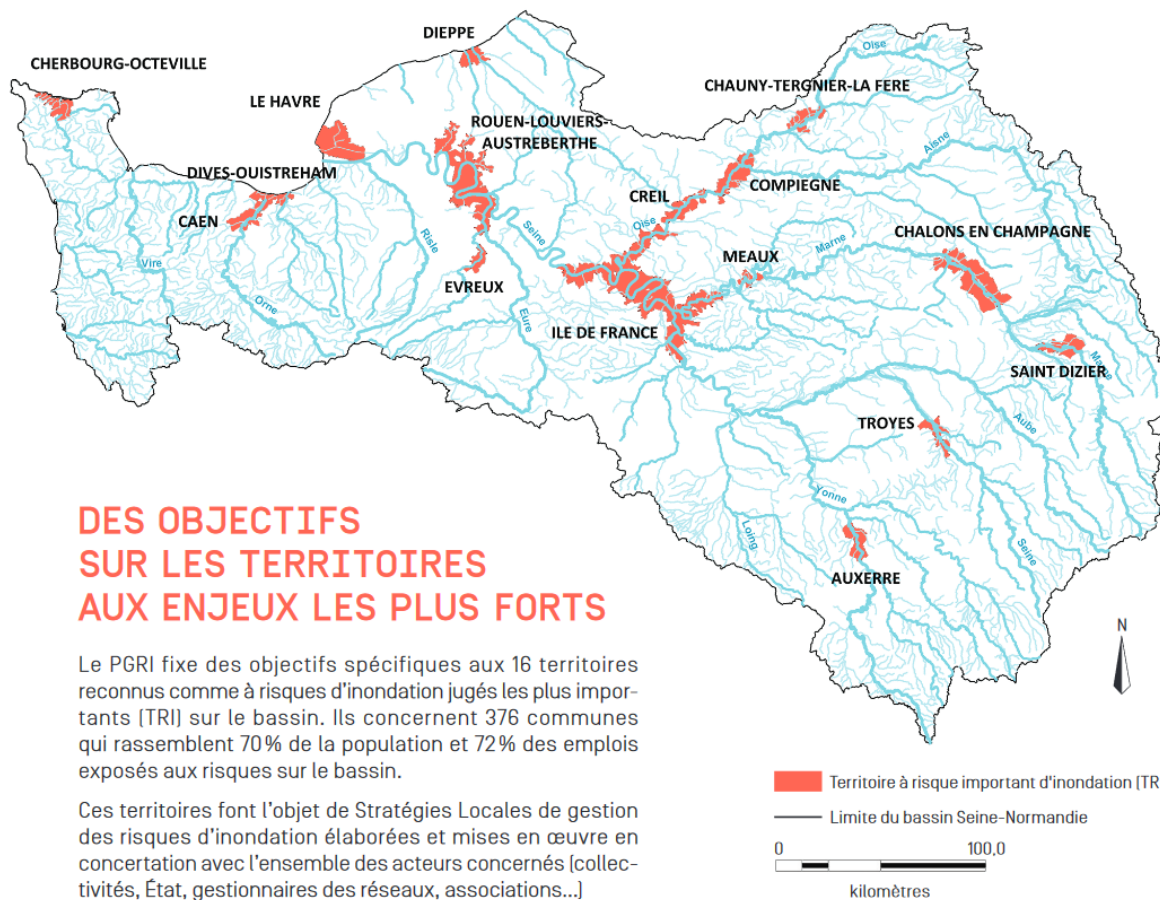 DIEPPE
CHERBOURG-OCTEVILLE
Oise
CHAUNY-TERGNIER-LA FERE
LE HAVRE
ROUEN-LOUVIERS-
AUSTREBERTHE
Aisne
DIVES-OUISTREHAM
COMPIEGNE
CREIL
CAEN
Oise
Seine
CHALONS EN CHAMPAGNE
Risle
Marne
MEAUX
Vire
EVREUX
Orne
Eure
ILE DE FRANCE
SAINT DIZIER
Marne
TROYES
Aube
Yonne
Loing
Seine
AUXERRE
DES OBJECTIFS
SUR LES TERRITOIRES
AUX ENJEUX LES PLUS FORTS
Le PGRI fixe des objectifs spécifiques aux 16 territoires
reconnus comme à risques d'inondation jugés les plus impor-
tants (TRI) sur le bassin. Ils concernent 376 communes
qui rassemblent 70% de la population et 72% des emplois
exposés aux risques sur le bassin.
Ces territoires font l'objet de Stratégies Locales de gestion
des risques d'inondation élaborées et mises en œuvre en
concertation avec l'ensemble des acteurs concernés (collec-
tivités, État, gestionnaires des réseaux, associations...)
N
Territoire à risque important d'inondation (TR
Limite du bassin Seine-Normandie
0 100,0
kilomètres